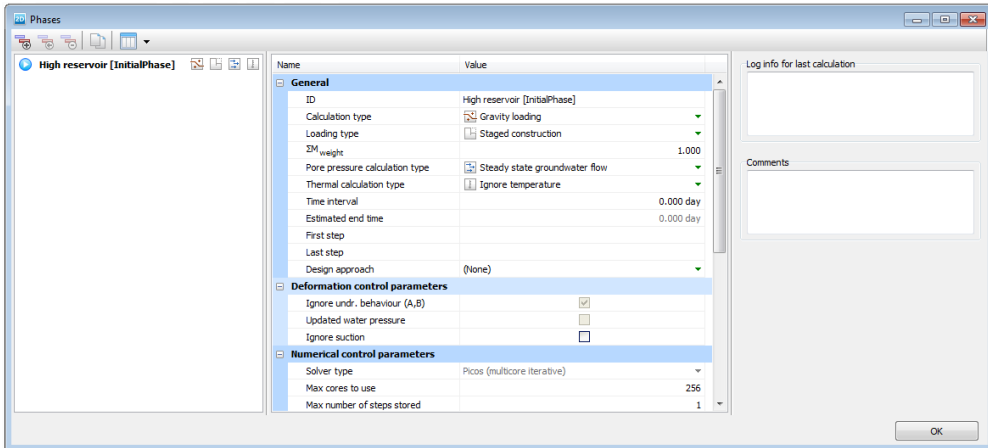 2D Phases
High reservoir [InitialPhase]
Name Value
General
ID High reservoir [InitialPhase]
Calculation type Gravity loading
Loading type Staged construction
ΣM weight 1.000
Pore pressure calculation type Steady state groundwater flow
Thermal calculation type Ignore temperature
Time interval 0.000 day
Estimated end time 0.000 day
First step
Last step
Design approach (None)
Deformation control parameters
Ignore undr. behaviour (A,B)
Updated water pressure
Ignore suction
Numerical control parameters
Solver type Picos (multicore iterative)
Max cores to use 256
Max number of steps stored 1
Log info for last calculation
Comments
OK